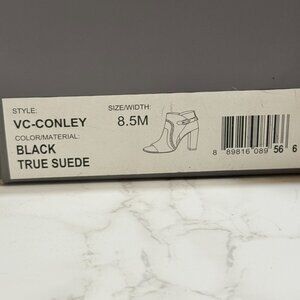 STYLE: SIZE/WIDTH:
VC-CONLEY 8.5M
COLOR/MATERIAL:
BLACK
TRUE SUEDE
8 89816 089 56 6